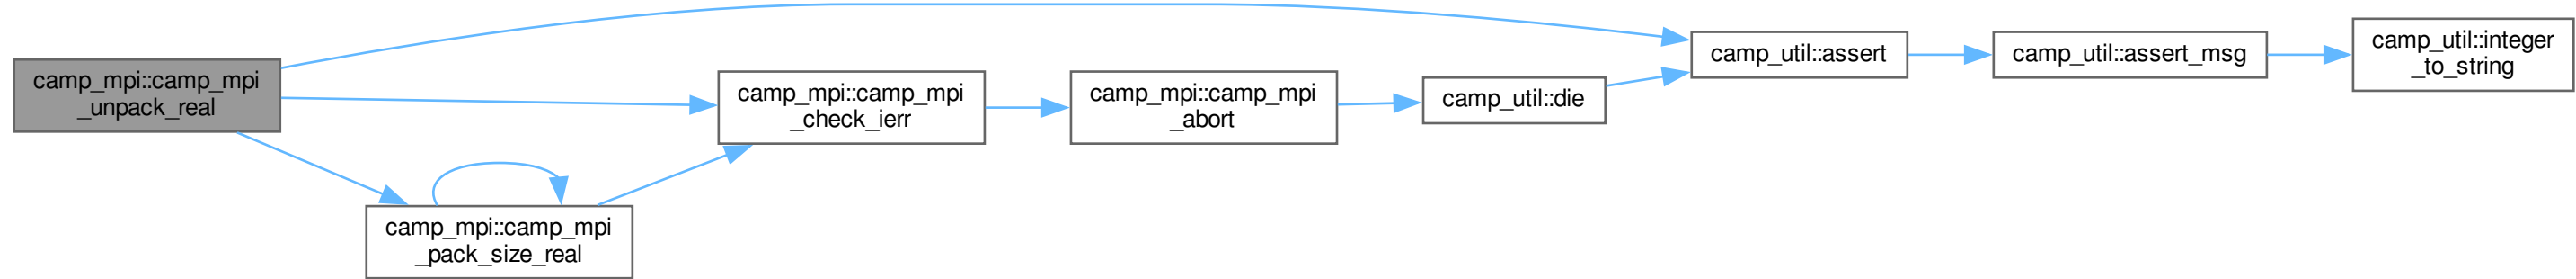 camp_mpi::camp_mpi
_unpack_real
camp_mpi::camp_mpi
_pack_size_real
camp_mpi::camp_mpi
_check_ierr
camp_mpi::camp_mpi
_abort
camp_util::die
camp_util::assert
camp_util::assert_msg
camp_util::integer
_to_string